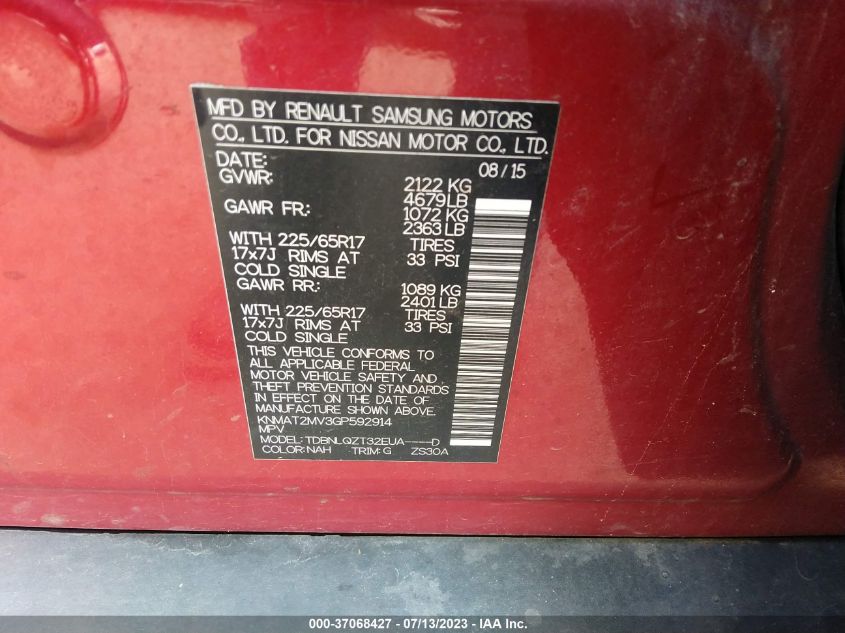 MFD BY RENAULT SAMSUNG MOTORS
CO., LTD. FOR NISSAN MOTOR CO., LTD.
DATE: 08/15
GVWR: 2122 KG
4679LB
GAWR FR: 1072 KG
2363 LB
WITH 225/65R17 TIRES
17x7J RIMS AT 33 PSI
COLD SINGLE
GAWR RR: 1089 KG
2401 LB
WITH 225/65R17 TIRES
17x7J RIMS AT 33 PSI
COLD SINGLE
THIS VEHICLE CONFORMS TO
ALL APPLICABLE FEDERAL
MOTOR VEHICLE SAFETY AND
THEFT PREVENTION STANDARDS
IN EFFECT ON THE DATE OF
MANUFACTURE SHOWN ABOVE.
KNMAT2MV3GP592914
MPV
MODEL: TDBNLQZT32EUA----D
COLOR: NAH TRIM: G ZS30A
000-37068427 - 07/13/2023 - IAA Inc.